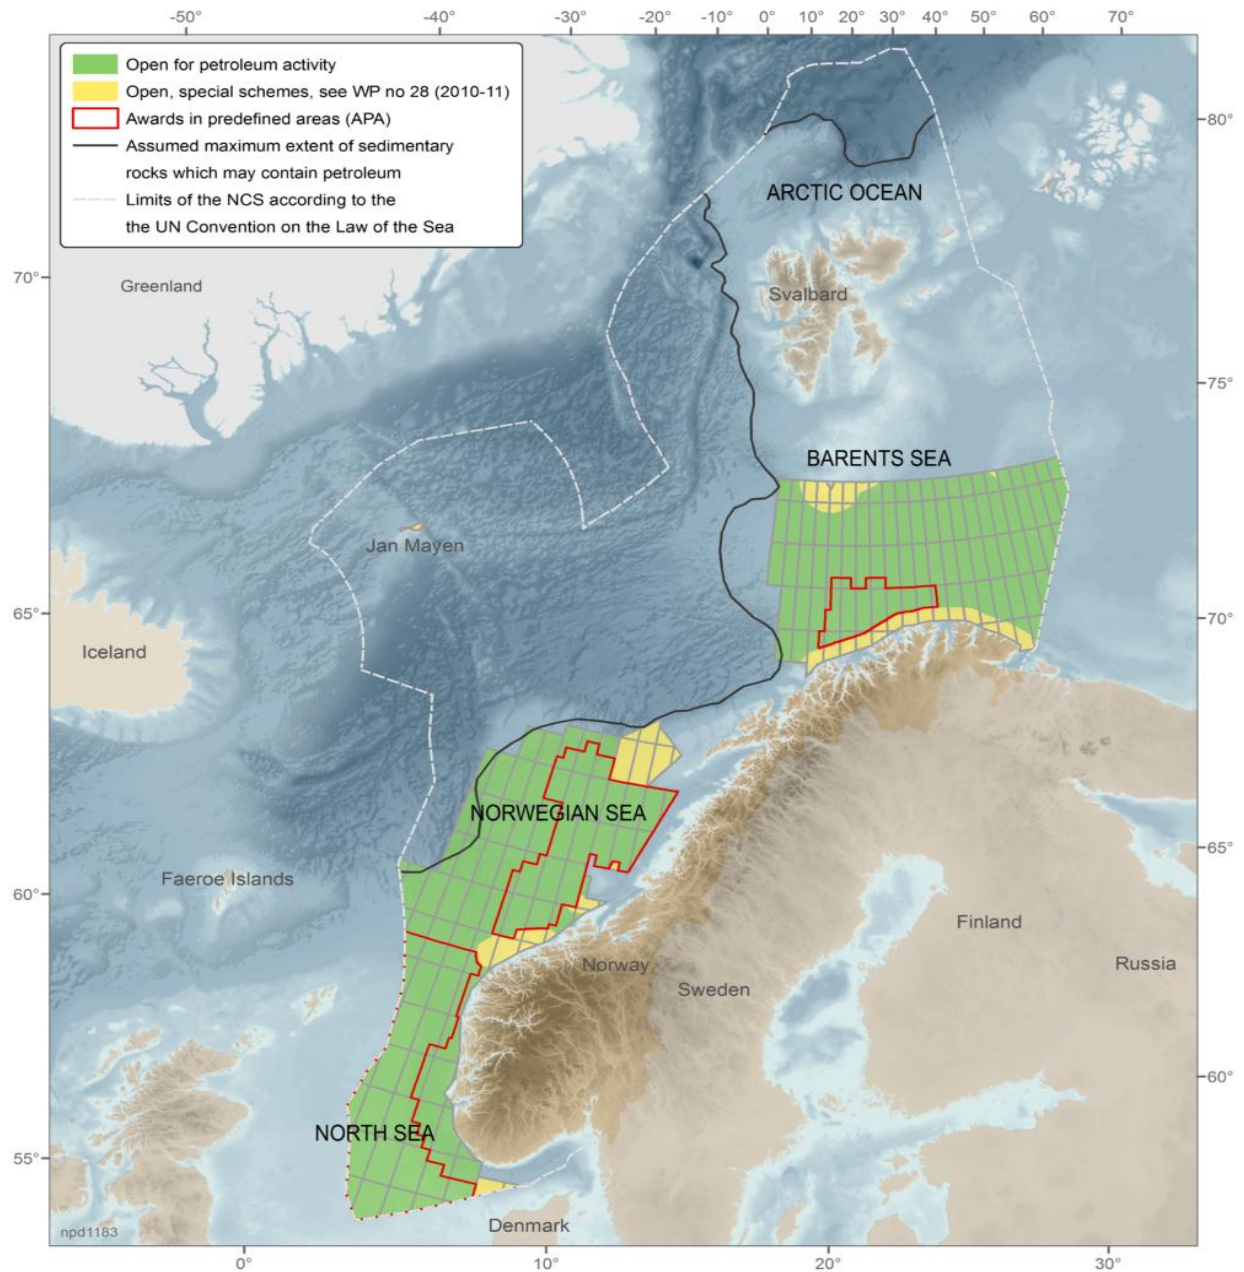 -50°
-40°
-30°
-20°
-10°
0°
10°
20°
30°
40°
50°
60°
70°
Open for petroleum activity
Open, special schemes, see WP no 28 (2010-11)
Awards in predefined areas (APA)
Assumed maximum extent of sedimentary
rocks which may contain petroleum
Limits of the NCS according to the
the UN Convention on the Law of the Sea
80°
ARCTIC OCEAN
70°
Greenland
Svalbard
75°
BARENTS SEA
Jan Mayen
65°
70°
Iceland
NORWEGIAN SEA
65°
Faeroe Islands
60°
Finland
Norway
Russia
Sweden
60°
NORTH SEA
55°
Denmark
npd1183
0°
10°
20°
30°